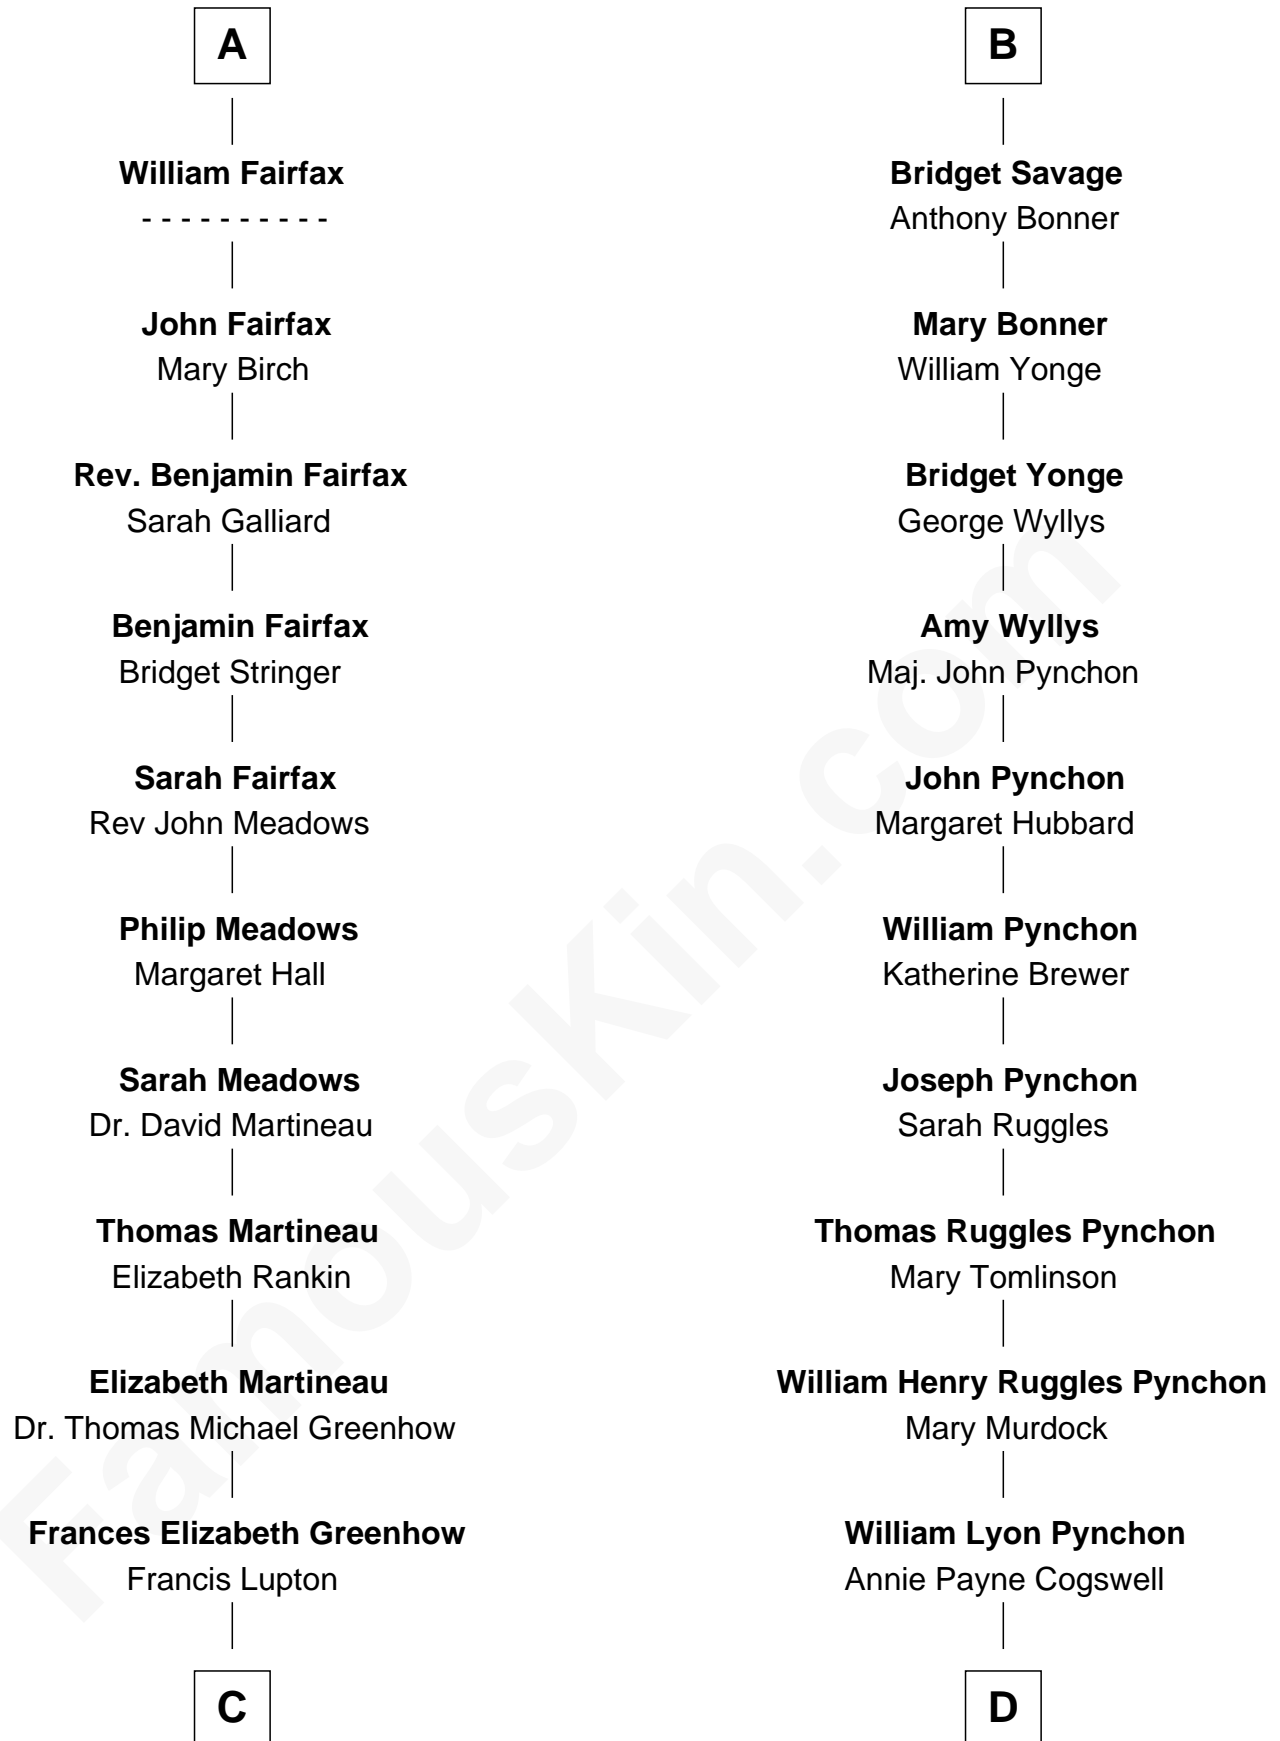 A
William Fairfax
- - - - - - - - - -
John Fairfax
Mary Birch
Rev. Benjamin Fairfax
Sarah Galliard
Benjamin Fairfax
Bridget Stringer
Sarah Fairfax
Rev John Meadows
Philip Meadows
Margaret Hall
Sarah Meadows
Dr. David Martineau
Thomas Martineau
Elizabeth Rankin
Elizabeth Martineau
Dr. Thomas Michael Greenhow
Frances Elizabeth Greenhow
Francis Lupton
C
B
Bridget Savage
Anthony Bonner
Mary Bonner
William Yonge
Bridget Yonge
George Wyllys
Amy Wyllys
Maj. John Pynchon
John Pynchon
Margaret Hubbard
William Pynchon
Katherine Brewer
Joseph Pynchon
Sarah Ruggles
Thomas Ruggles Pynchon
Mary Tomlinson
William Henry Ruggles Pynchon
Mary Murdock
William Lyon Pynchon
Annie Payne Cogswell
D
FamousKin.com